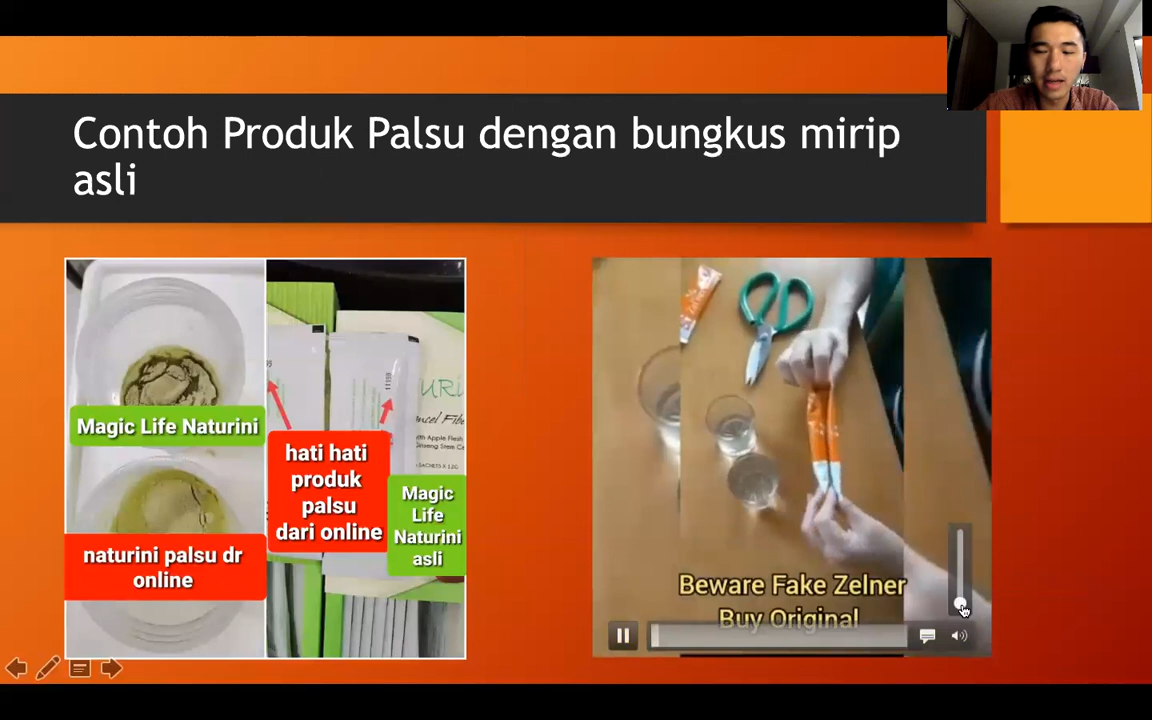 Contoh Produk Palsu dengan bungkus mirip
asli
Magic Life Naturini
naturini palsu dr
online
hati hati
produk
palsu
dari online
Magic
Life
Naturini
asli
Beware Fake Zelner
Buy Original